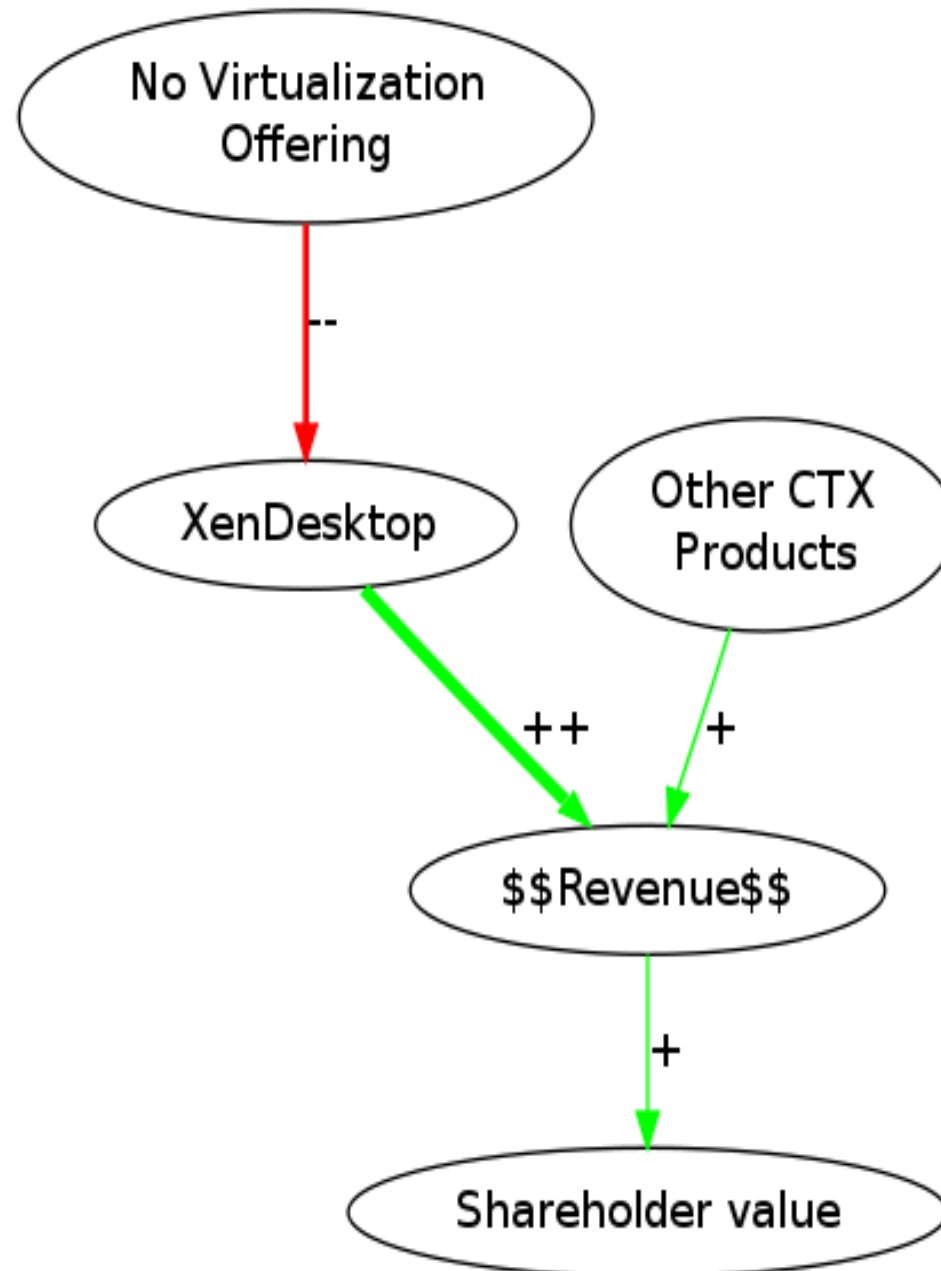 No Virtualization
Offering
--
XenDesktop
Other CTX
Products
++
+
$$Revenue$$
+
Shareholder value